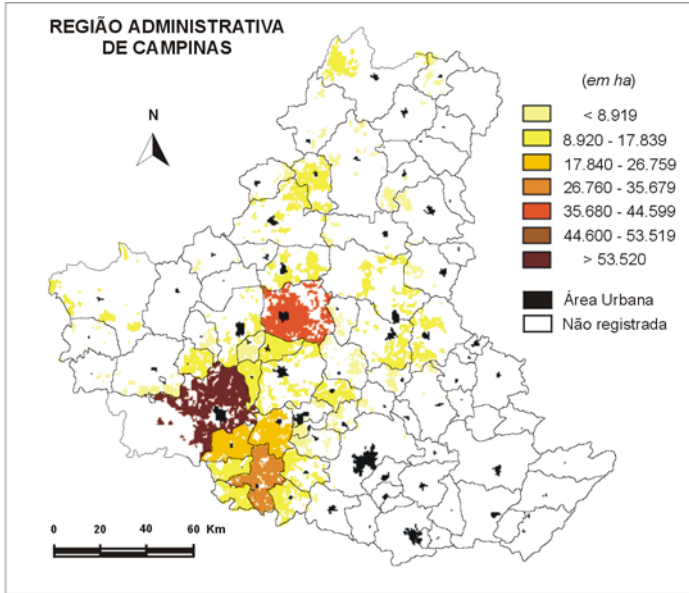 REGIÃO ADMINISTRATIVA
DE CAMPINAS
N
(em ha)
< 8.919
8.920 - 17.839
17.840 - 26.759
26.760 - 35.679
35.680 - 44.599
44.600 - 53.519
> 53.520
Área Urbana
Não registrada
0 20 40 60 Km